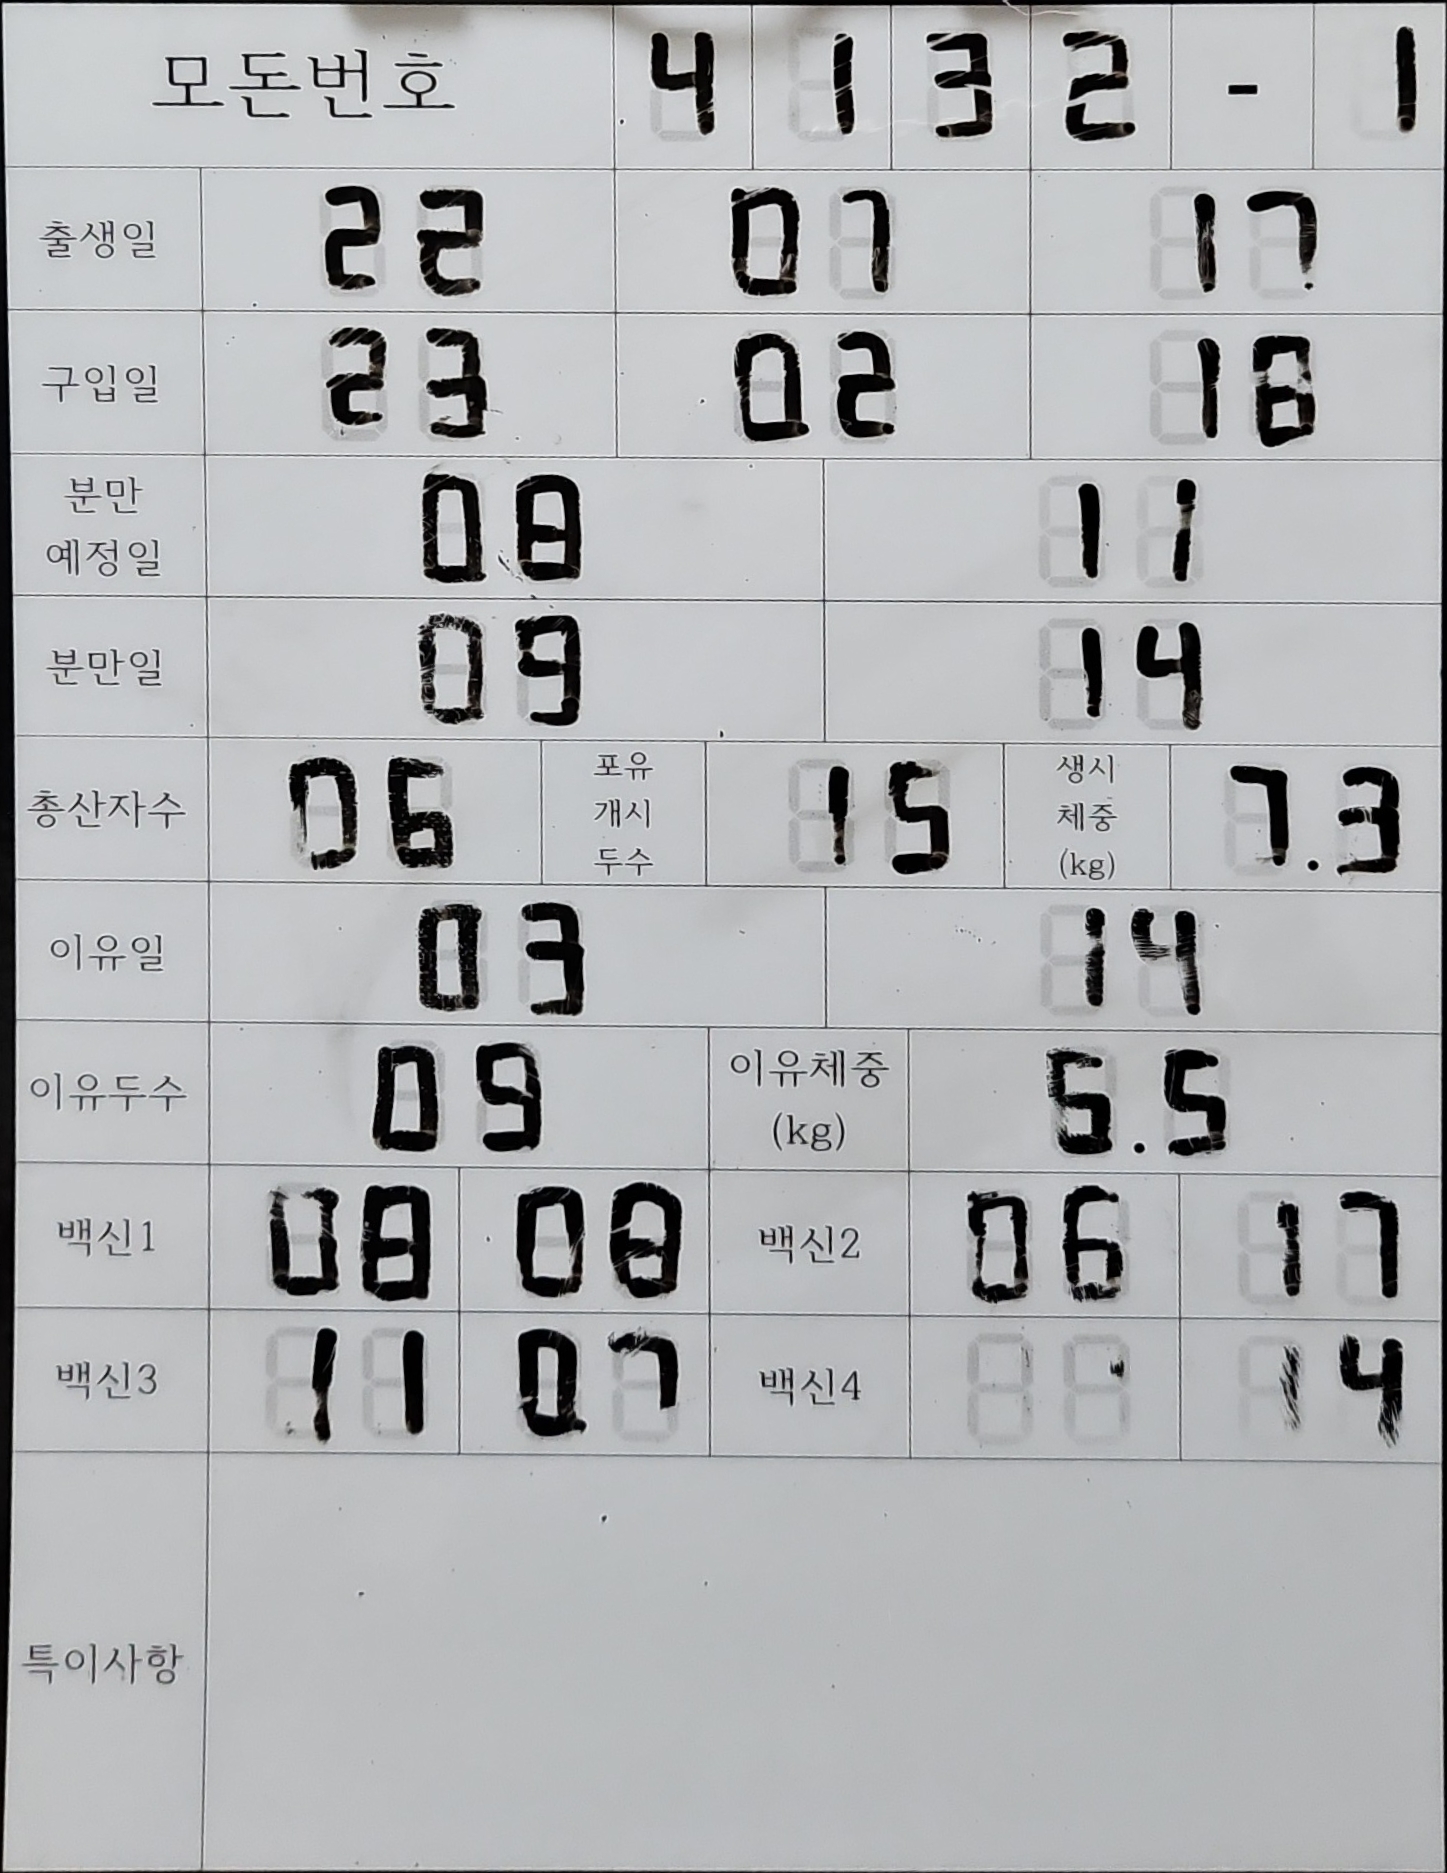 모돈번호 4 1 3 2 - 1
출생일 22 07 17
구입일 23 02 18
분만 예정일 08 11
분만일 09 14
총산자수 06 포유 개시 두수 15 생시 체중 (kg) 7.3
이유일 03 14
이유두수 09 이유체중 (kg) 6.5
백신1 08 08 백신2 06 17
백신3 11 07 백신4 14
특이사항